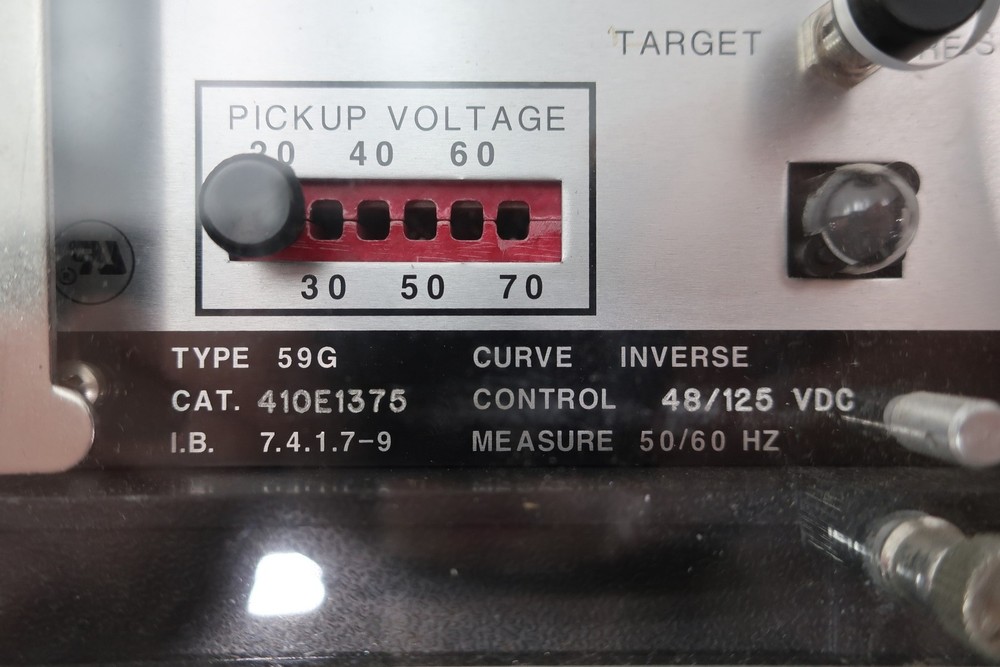 TARGET
PICKUP VOLTAGE
20 40 60
30 50 70
TYPE 59G CURVE INVERSE
CAT. 410E1375 CONTROL 48/125 VDC
I.B. 7.4.1.7-9 MEASURE 50/60 HZ